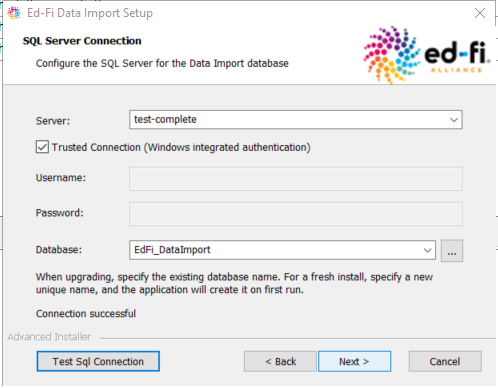 Ed-Fi Data Import Setup
SQL Server Connection
Configure the SQL Server for the Data Import database
ed-fi
ALLIANCE
Server: test-complete
Trusted Connection (Windows integrated authentication)
Username:
Password:
Database: EdFi_DataImport ...
When upgrading, specify the existing database name. For a fresh install, specify a new
unique name, and the application will create it on first run.
Connection successful
Advanced Installer
Test Sql Connection < Back Next > Cancel